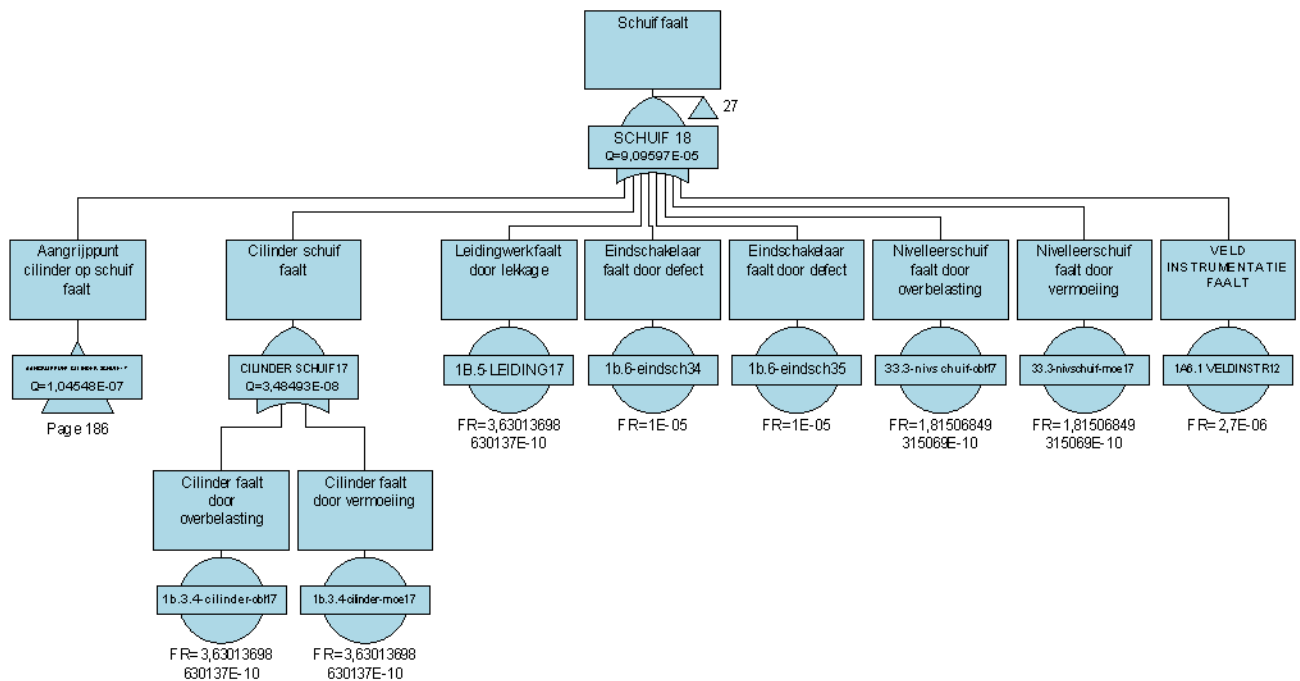 Schuif faalt
27
SCHUIF 18
Q=9,09597E-05
Aangrijppunt
cilinder op schuif
faalt
Cilinder schuif
faalt
Leidingwerkfaalt
door lekkage
Eindschakelaar
faalt door defect
Eindschakelaar
faalt door defect
Nivelleerschuif
faalt door
overbelasting
Nivelleerschuif
faalt door
vermoeiing
VELD
INSTRUMENTATIE
FAALT
Q=1,04548E-07
Page 186
CILINDER SCHUIF17
Q=3,48493E-08
1B.5-LEIDING17
FR=3,63013698
630137E-10
1b.6-eindsch34
FR=1E-05
1b.6-eindsch35
FR=1E-05
33.3-nivschuif-obl17
FR=1,81506849
315069E-10
33.3-nivschuif-moe17
FR=1,81506849
315069E-10
1A6.1 VELDINSTR12
FR=2,7E-06
Cilinder faalt
door
overbelasting
Cilinder faalt
door vermoeiing
1b.3.4-cilinder-obl17
FR=3,63013698
630137E-10
1b.3.4-cilinder-moe17
FR=3,63013698
630137E-10